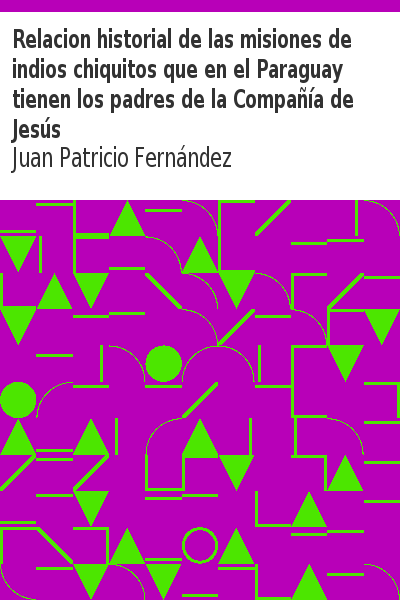 Relacion historial de las misiones de
indios chiquitos que en el Paraguay
tienen los padres de la Compañía de
Jesús
Juan Patricio Fernández